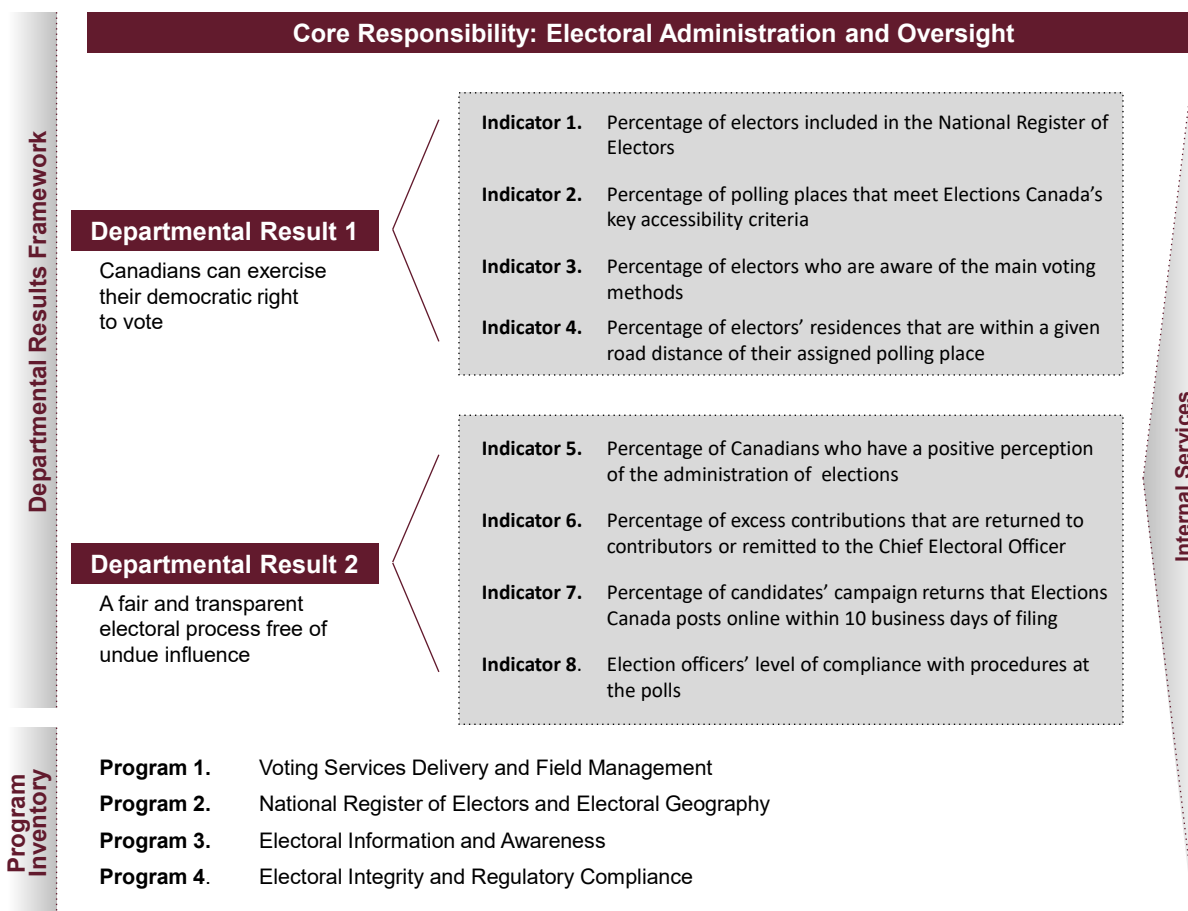 Core Responsibility: Electoral Administration and Oversight
Departmental Results Framework
Departmental Result 1
Canadians can exercise
their democratic right
to vote
Indicator 1. Percentage of electors included in the National Register of
Electors
Indicator 2. Percentage of polling places that meet Elections Canada’s
key accessibility criteria
Indicator 3. Percentage of electors who are aware of the main voting
methods
Indicator 4. Percentage of electors’ residences that are within a given
road distance of their assigned polling place
Departmental Result 2
A fair and transparent
electoral process free of
undue influence
Indicator 5. Percentage of Canadians who have a positive perception
of the administration of elections
Indicator 6. Percentage of excess contributions that are returned to
contributors or remitted to the Chief Electoral Officer
Indicator 7. Percentage of candidates’ campaign returns that Elections
Canada posts online within 10 business days of filing
Indicator 8. Election officers’ level of compliance with procedures at
the polls
Internal Services
Program
Inventory
Program 1. Voting Services Delivery and Field Management
Program 2. National Register of Electors and Electoral Geography
Program 3. Electoral Information and Awareness
Program 4. Electoral Integrity and Regulatory Compliance